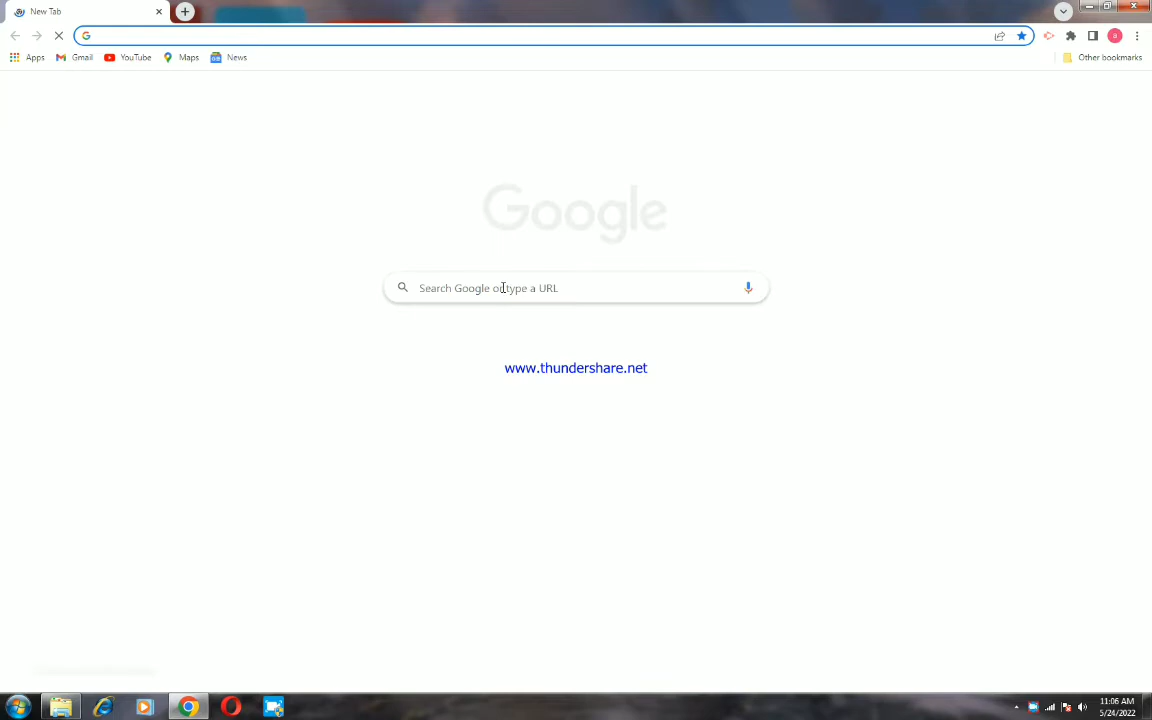 New Tab
Apps
Gmail
YouTube
Maps
News
Other bookmarks
a
Google
Search Google or type a URL
www.thundershare.net
11:06 AM
5/24/2022